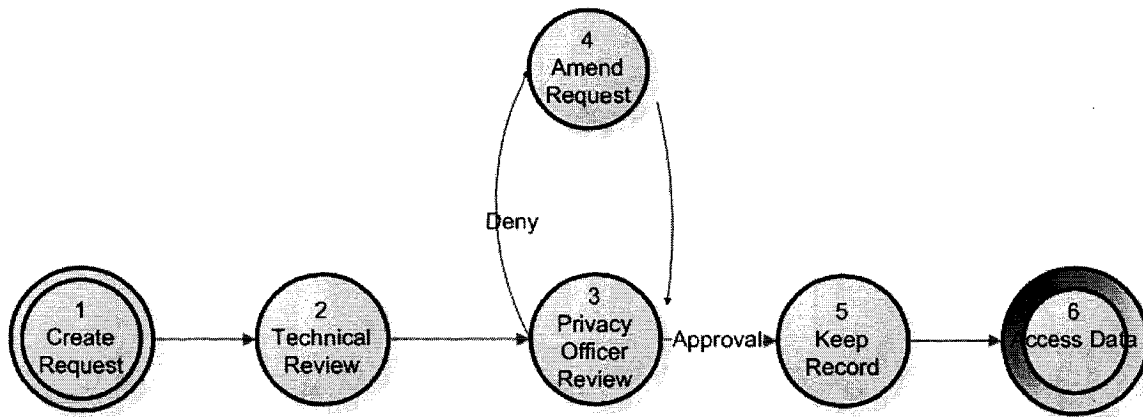 4
Amend
Request
Deny
1
Create
Request
2
Technical
Review
3
Privacy
Officer
Review
Approval
5
Keep
Record
6
Access Data